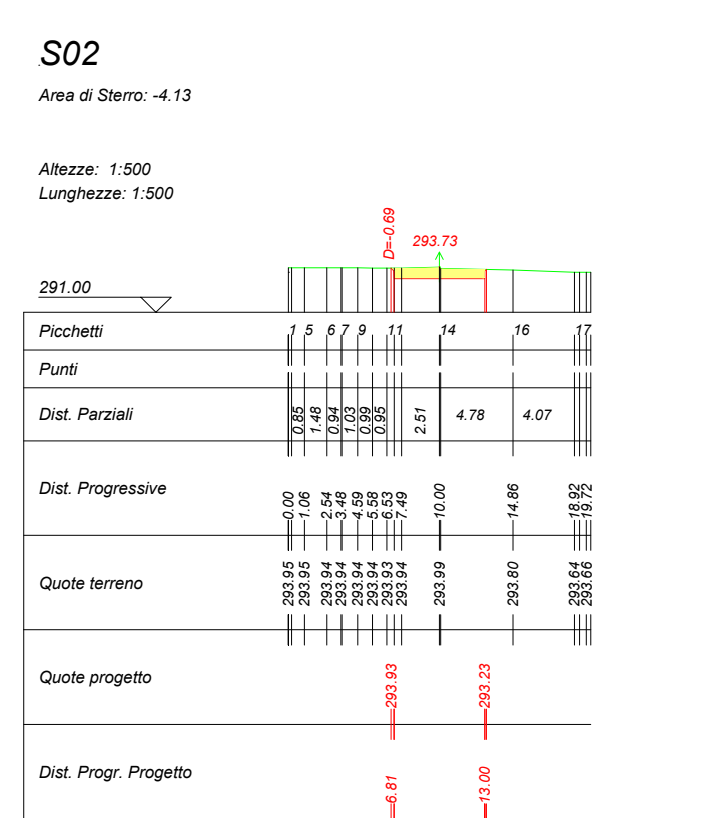 S02
Area di Sterro: -4.13
Altezze: 1:500
Lunghezze: 1:500
D=-0.69
293.73
291.00
Picchetti 1 5 6 7 9 11 14 16 17
Punti
Dist. Parziali 0.85 1.48 0.94 1.03 0.99 0.95 2.51 4.78 4.07
Dist. Progressive 0.00 1.06 2.54 3.48 4.59 5.58 6.53 7.49 10.00 14.86 18.92 19.72
Quote terreno 293.95 293.95 293.94 293.94 293.94 293.94 293.93 293.94 293.99 293.80 293.64 293.66
Quote progetto 293.93 293.23
Dist. Progr. Progetto 6.81 13.00